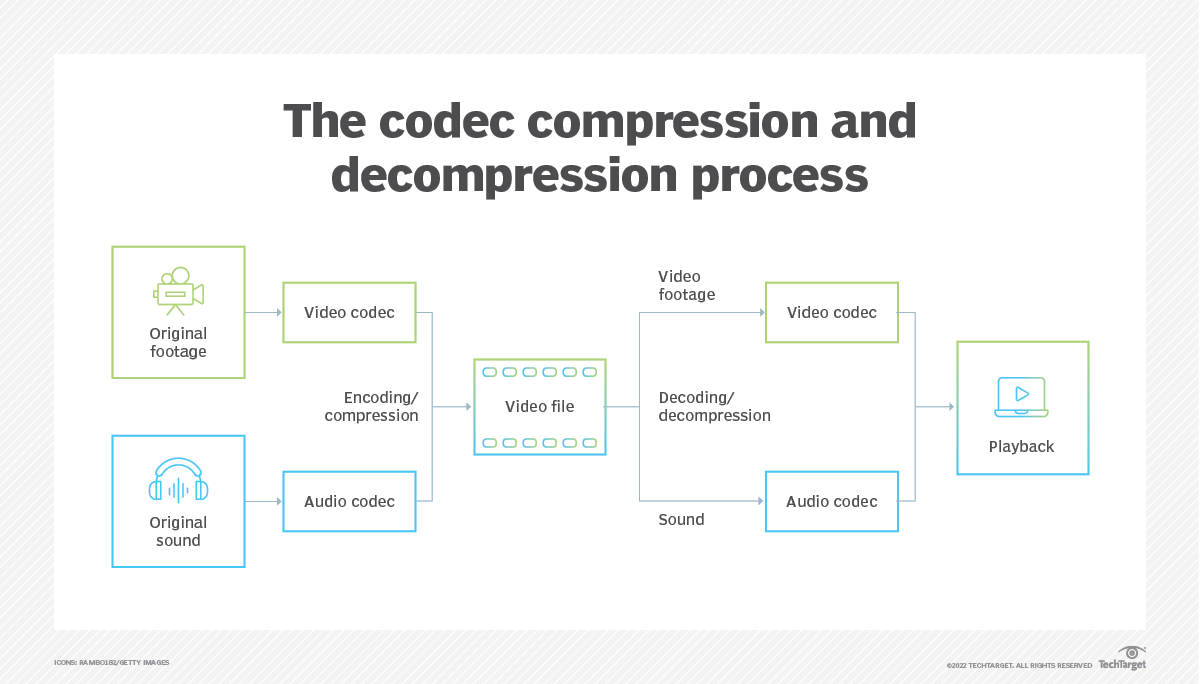 The codec compression and
decompression process
Original
footage
Video codec
Encoding/
compression
Original
sound
Audio codec
Video file
Video
footage
Decoding/
decompression
Sound
Video codec
Audio codec
Playback
ICONS: RAMBO182/GETTY IMAGES
©2022 TECHTARGET. ALL RIGHTS RESERVED
TechTarget